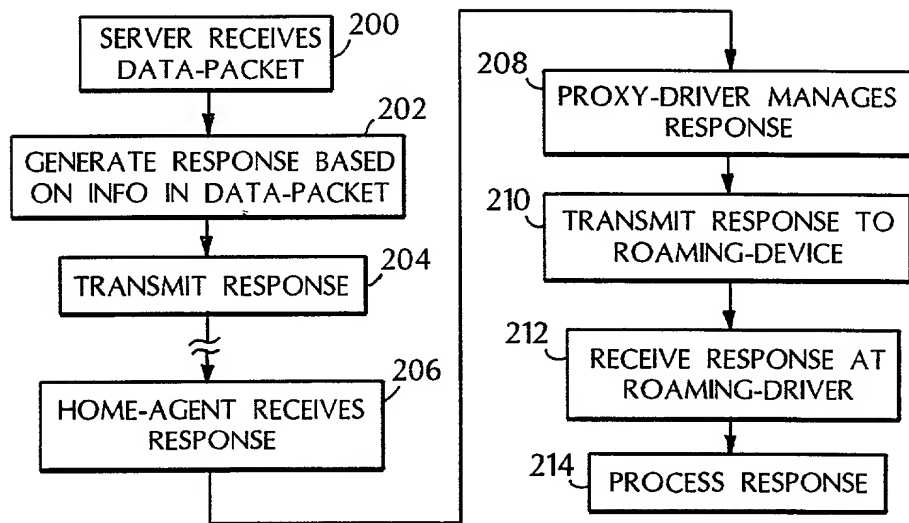 200
SERVER RECEIVES
DATA-PACKET
202
GENERATE RESPONSE BASED
ON INFO IN DATA-PACKET
204
TRANSMIT RESPONSE
206
HOME-AGENT RECEIVES
RESPONSE
208
PROXY-DRIVER MANAGES
RESPONSE
210
TRANSMIT RESPONSE TO
ROAMING-DEVICE
212
RECEIVE RESPONSE AT
ROAMING-DRIVER
214
PROCESS RESPONSE